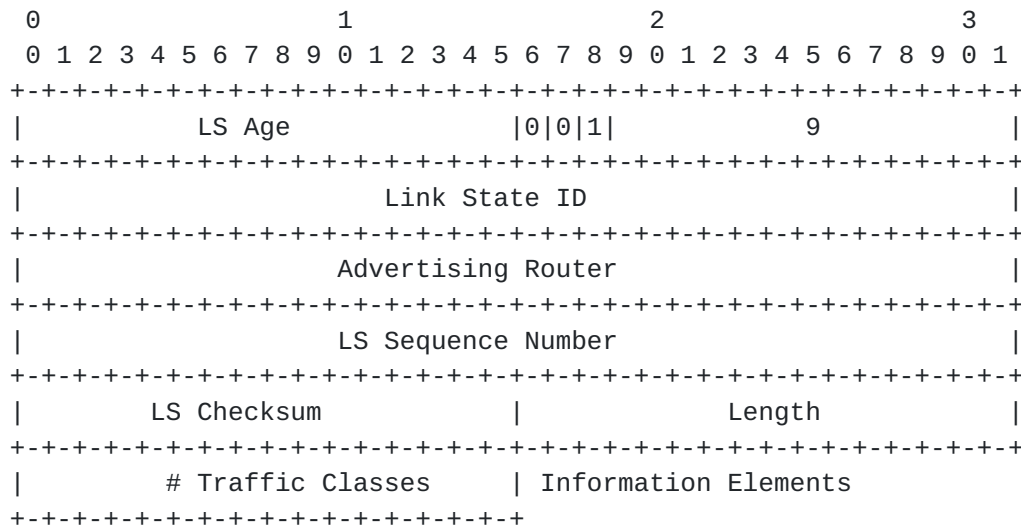 0                   1                   2                   3
 0 1 2 3 4 5 6 7 8 9 0 1 2 3 4 5 6 7 8 9 0 1 2 3 4 5 6 7 8 9 0 1
+-+-+-+-+-+-+-+-+-+-+-+-+-+-+-+-+-+-+-+-+-+-+-+-+-+-+-+-+-+-+-+-+
|           LS Age              |0|0|1|            9            |
+-+-+-+-+-+-+-+-+-+-+-+-+-+-+-+-+-+-+-+-+-+-+-+-+-+-+-+-+-+-+-+-+
|                       Link State ID                           |
+-+-+-+-+-+-+-+-+-+-+-+-+-+-+-+-+-+-+-+-+-+-+-+-+-+-+-+-+-+-+-+-+
|                    Advertising Router                         |
+-+-+-+-+-+-+-+-+-+-+-+-+-+-+-+-+-+-+-+-+-+-+-+-+-+-+-+-+-+-+-+-+
|                    LS Sequence Number                         |
+-+-+-+-+-+-+-+-+-+-+-+-+-+-+-+-+-+-+-+-+-+-+-+-+-+-+-+-+-+-+-+-+
|        LS Checksum            |             Length            |
+-+-+-+-+-+-+-+-+-+-+-+-+-+-+-+-+-+-+-+-+-+-+-+-+-+-+-+-+-+-+-+-+
|         # Traffic Classes     | Information Elements
+-+-+-+-+-+-+-+-+-+-+-+-+-+-+-+-+